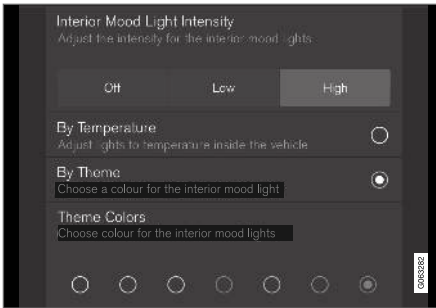 Interior Mood Light Intensity
Adjust the intensity for the interior mood lights
Off Low High
By Temperature
Adjust lights to temperature inside the vehicle
By Theme
Choose a colour for the interior mood light
Theme Colors
Choose colour for the interior mood lights
G063282